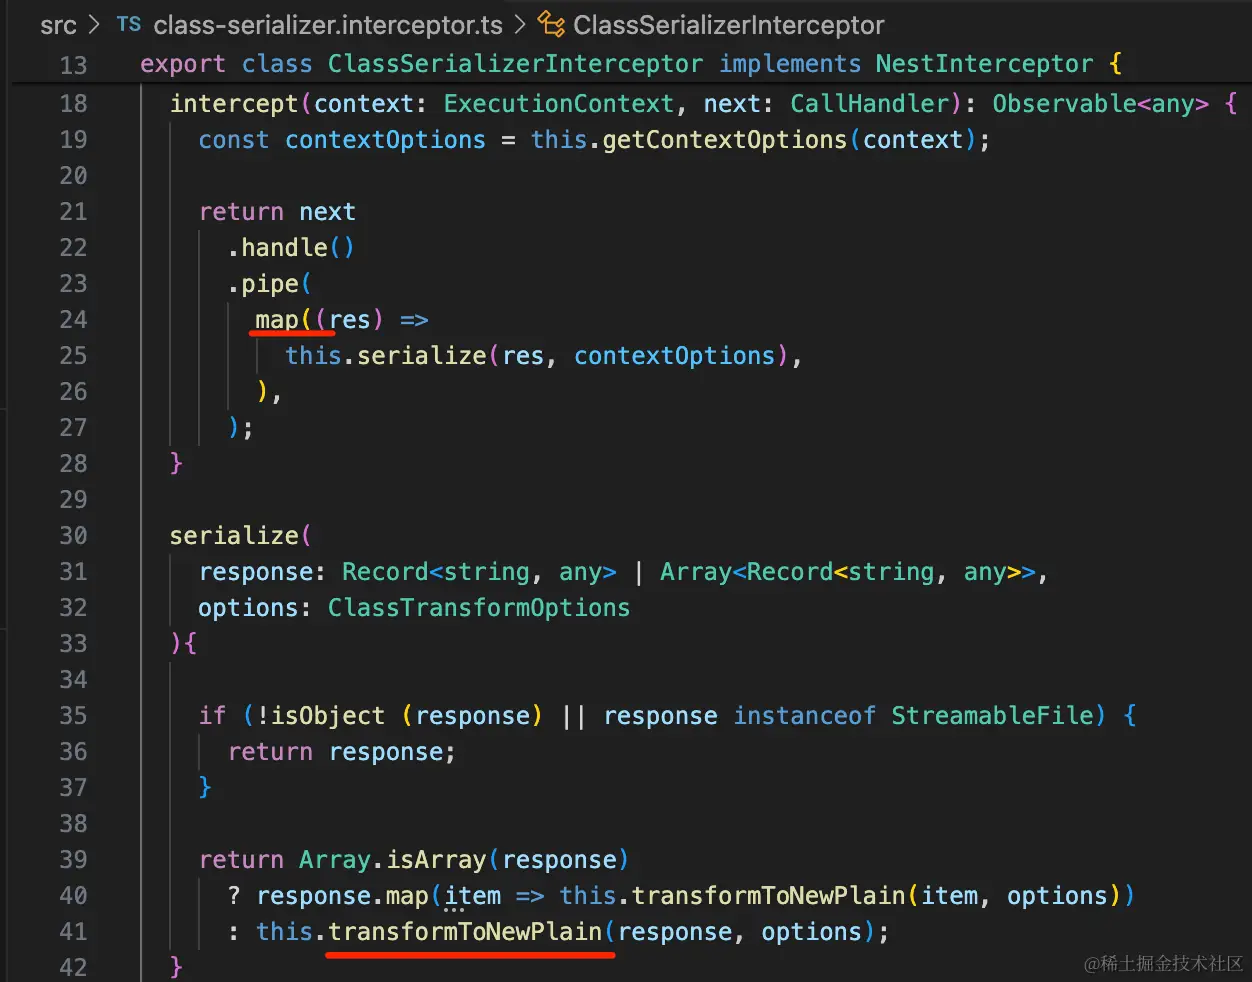 src > TS class-serializer.interceptor.ts > ClassSerializerInterceptor
13 export class ClassSerializerInterceptor implements NestInterceptor {
18 intercept(context: ExecutionContext, next: CallHandler): Observable<any> {
19 const contextOptions = this.getContextOptions(context);
20
21 return next
22 .handle()
23 .pipe(
24 map((res) =>
25 this.serialize(res, contextOptions),
26 ),
27 );
28 }
29
30 serialize(
31 response: Record<string, any> | Array<Record<string, any>>,
32 options: ClassTransformOptions
33 ){
34
35 if (!isObject (response) || response instanceof StreamableFile) {
36 return response;
37 }
38
39 return Array.isArray(response)
40 ? response.map(item => this.transformToNewPlain(item, options))
41 : this.transformToNewPlain(response, options);
42 }
@稀土掘金技术社区